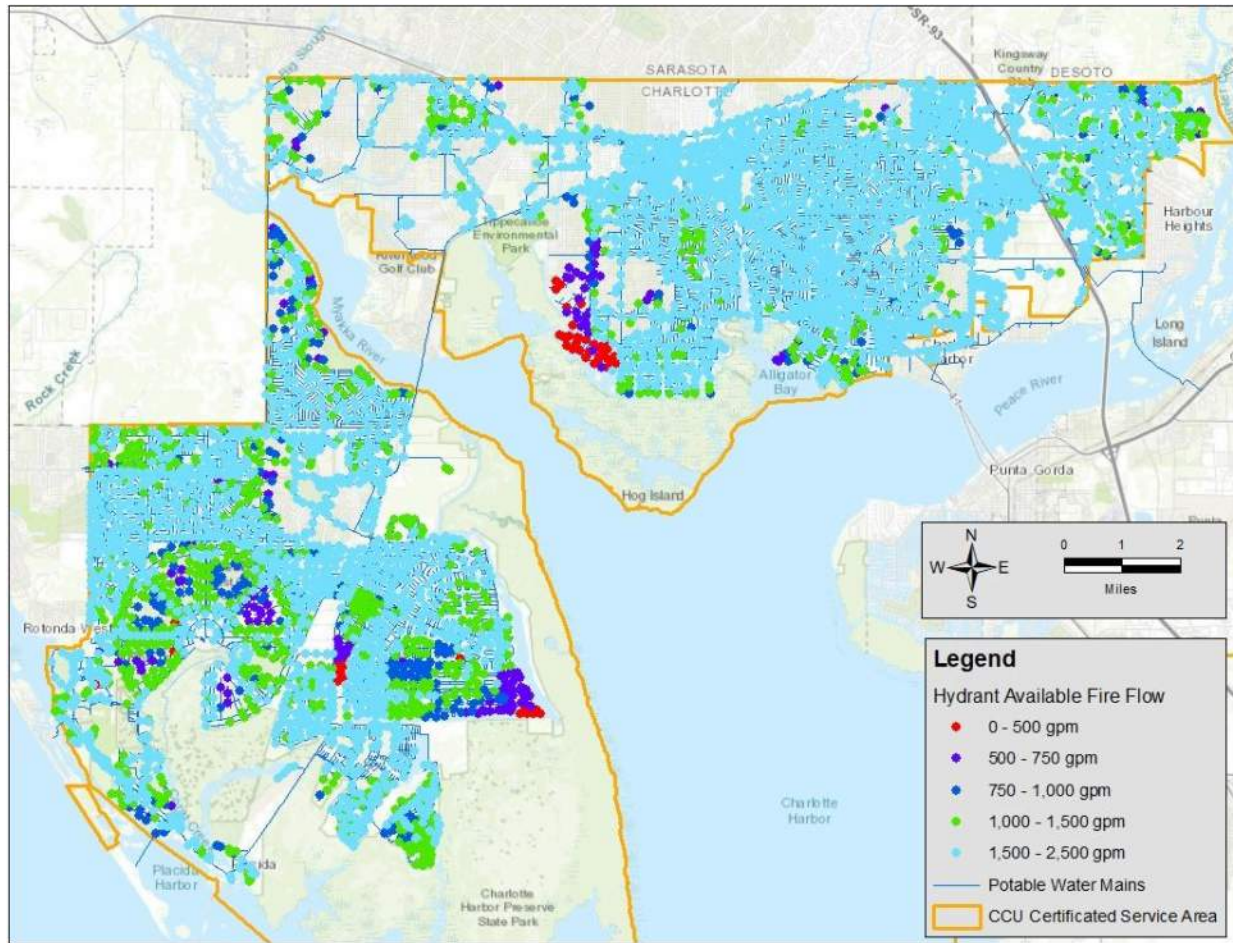 SR-93
Kingsway
Country
SARASOTA
DESOTO
CHARLOTT
Big Slough
Harbour
Heights
Tippecanoe
Environmental
Park
Golf Club
Myakka River
Long
Island
Rock Creek
Alligator
Bay
Peace River
Punta Gorda
Hog Island
N
W
E
S
0
1
2
Miles
Rotonda West
Legend
Hydrant Available Fire Flow
0 - 500 gpm
500 - 750 gpm
750 - 1,000 gpm
1,000 - 1,500 gpm
1,500 - 2,500 gpm
Potable Water Mains
CCU Certificated Service Area
Charlotte
Harbor
Placida
Harbor
Charlotte
Harbor Preserve
State Park